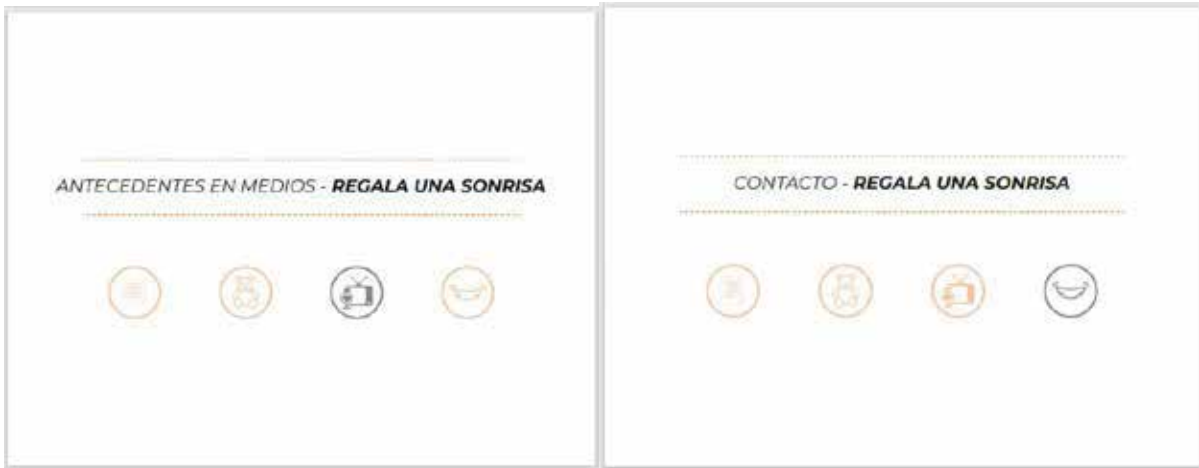 ANTECEDENTES EN MEDIOS - REGALA UNA SONRISA
CONTACTO - REGALA UNA SONRISA